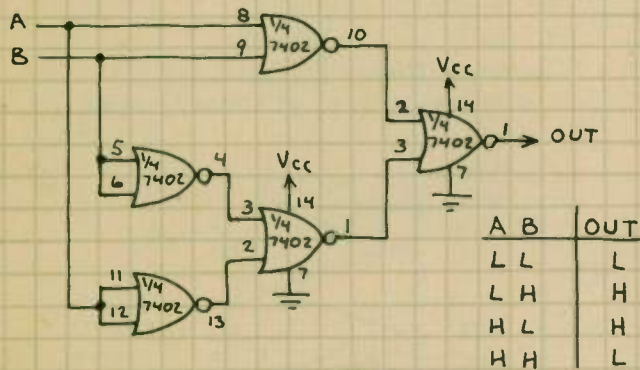 A 8 1/4 7402 10
B 9
Vcc
14
2 1/4 7402 1 OUT
3
7
5 1/4 7402 4
6
Vcc
14
3 1/4 7402 1
2
7
11 1/4 7402 13
12
A B OUT
L L L
L H H
H L H
H H L